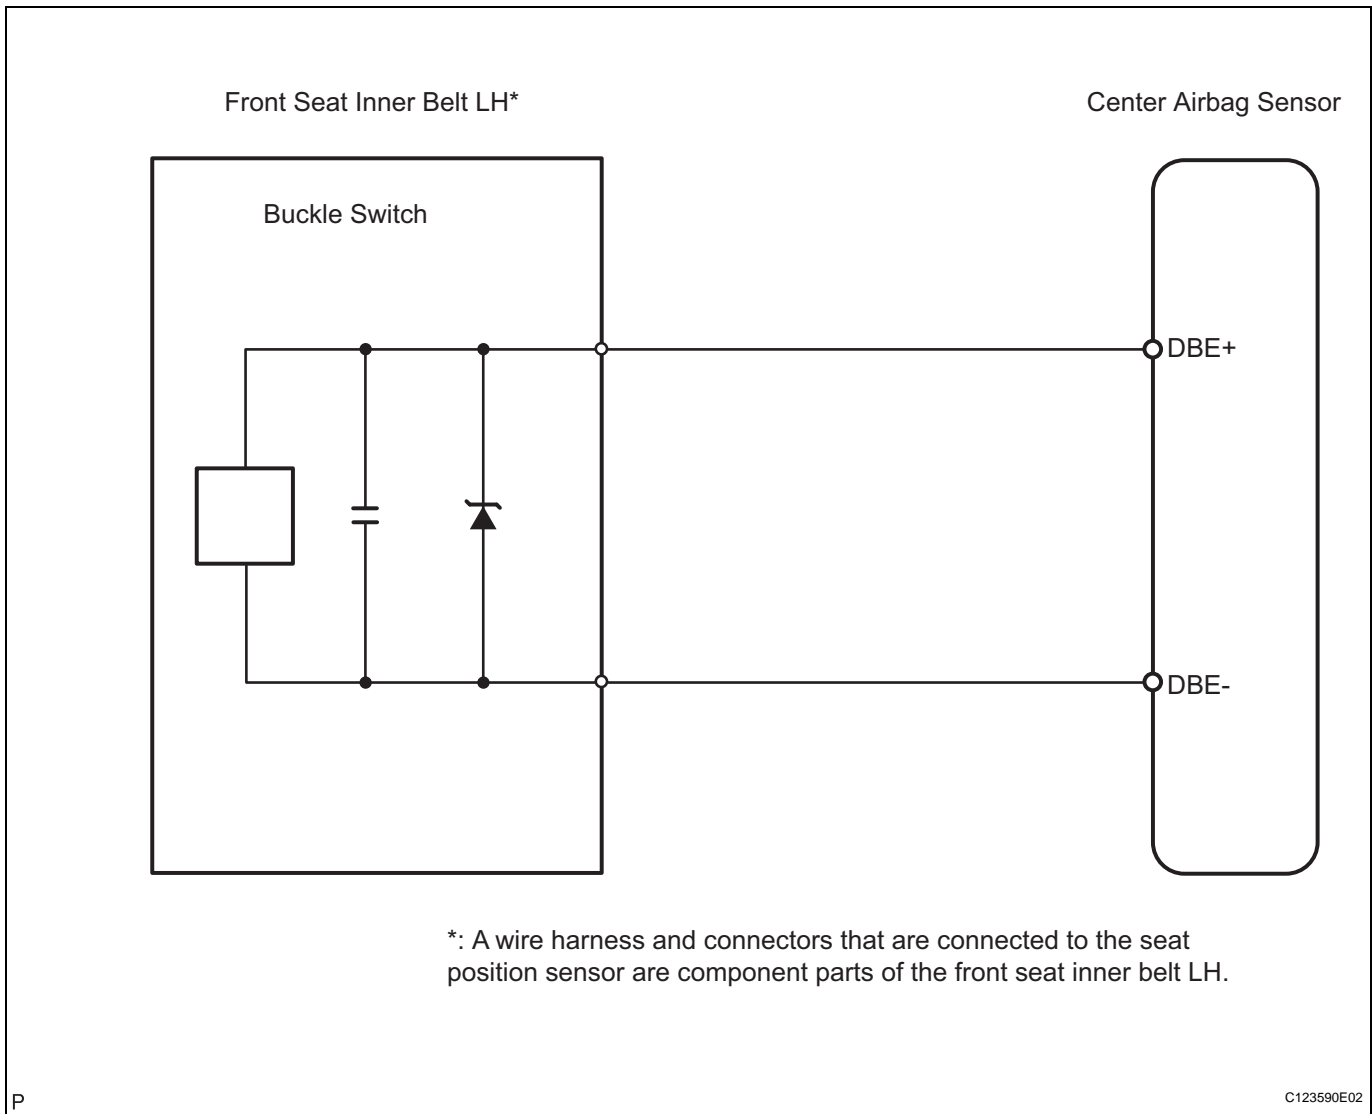 Front Seat Inner Belt LH*
Center Airbag Sensor
Buckle Switch
DBE+
DBE-
*: A wire harness and connectors that are connected to the seat
position sensor are component parts of the front seat inner belt LH.
P
C123590E02